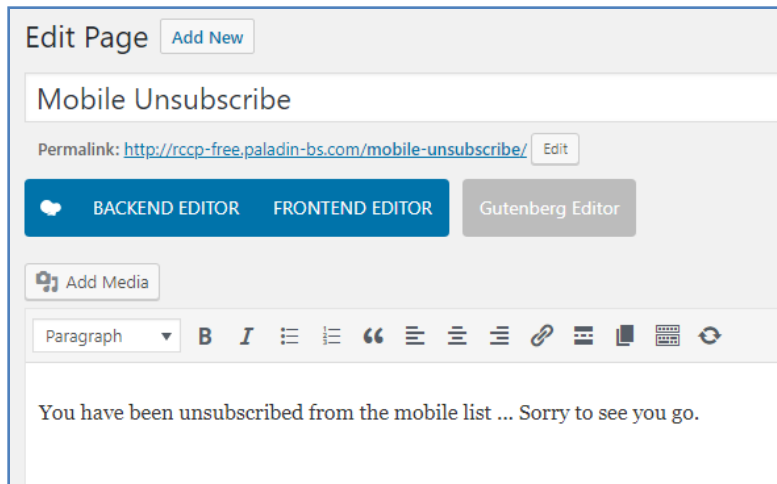 Edit Page Add New
Mobile Unsubscribe
Permalink: http://rccp-free.paladin-bs.com/mobile-unsubscribe/ Edit
BACKEND EDITOR FRONTEND EDITOR Gutenberg Editor
Add Media
Paragraph B I
You have been unsubscribed from the mobile list ... Sorry to see you go.